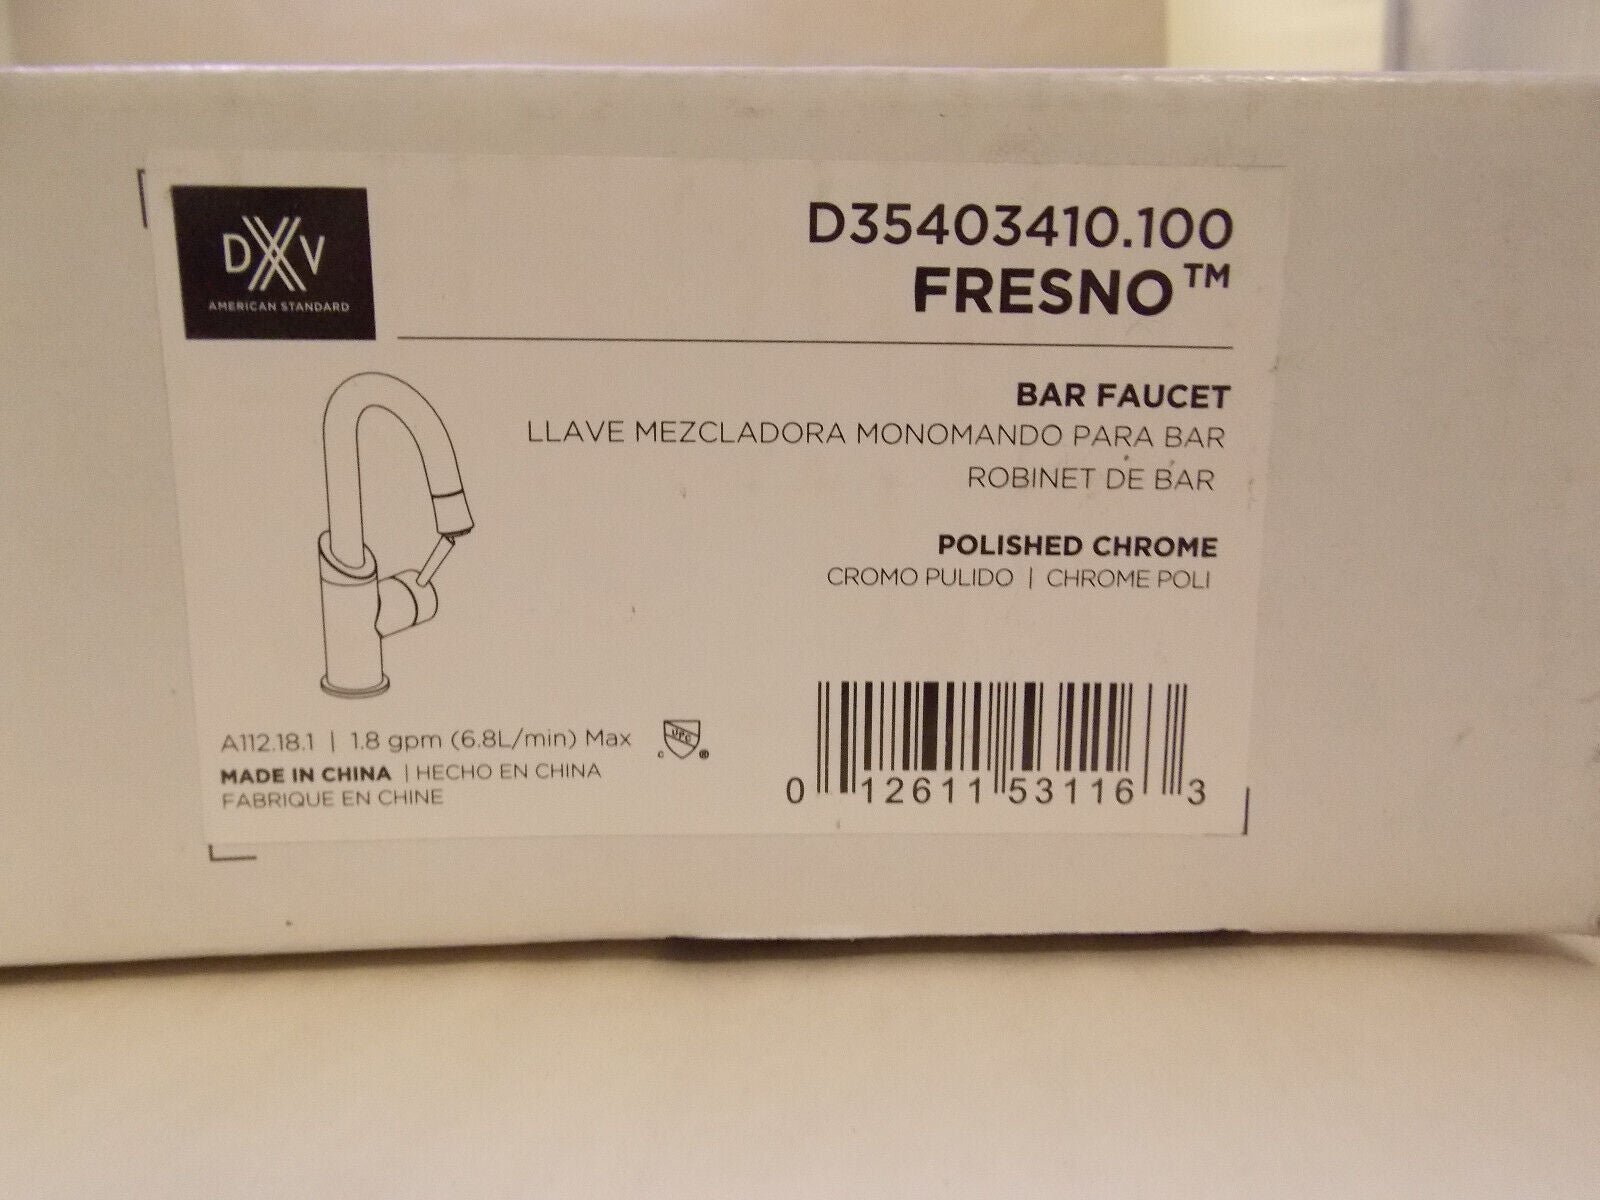 DXV
AMERICAN STANDARD
D35403410.100
FRESNO™
BAR FAUCET
LLAVE MEZCLADORA MONOMANDO PARA BAR
ROBINET DE BAR
POLISHED CHROME
CROMO PULIDO | CHROME POLI
A112.18.1 | 1.8 gpm (6.8L/min) Max
c UPC ®
MADE IN CHINA | HECHO EN CHINA
FABRIQUE EN CHINE
0 12611 53116 3